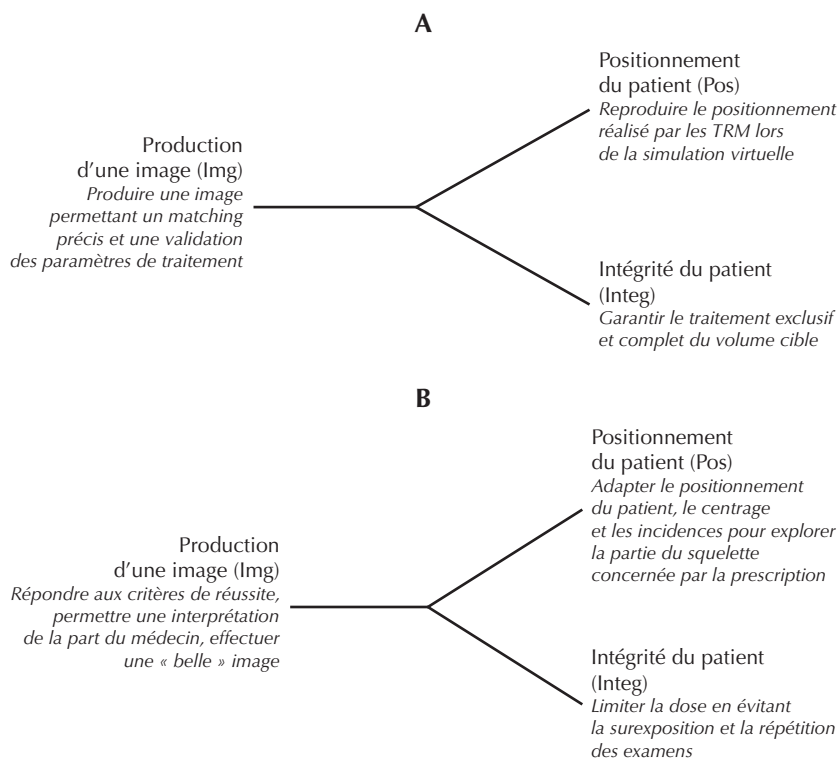 A
Positionnement
du patient (Pos)
Reproduire le positionnement
réalisé par les TRM lors
de la simulation virtuelle
Production
d’une image (Img)
Produire une image
permettant un matching
précis et une validation
des paramètres de traitement
Intégrité du patient
(Integ)
Garantir le traitement exclusif
et complet du volume cible
B
Positionnement
du patient (Pos)
Adapter le positionnement
du patient, le centrage
et les incidences pour explorer
la partie du squelette
concernée par la prescription
Production
d’une image (Img)
Répondre aux critères de réussite,
permettre une interprétation
de la part du médecin, effectuer
une « belle » image
Intégrité du patient
(Integ)
Limiter la dose en évitant
la surexposition et la répétition
des examens